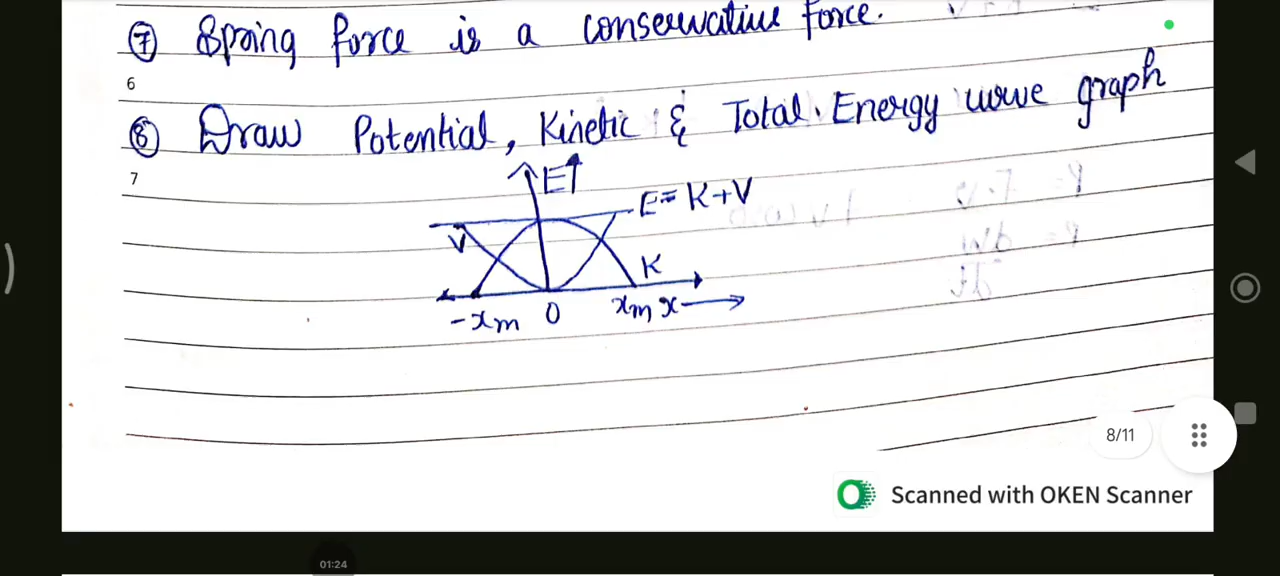 ⑦ Spring force is a conservative force.
6
⑧ Draw Potential, Kinetic & Total Energy wave graph
7
E↑
E = K+V
V
K
-xm 0 xm x →
8/11
Scanned with OKEN Scanner
01:24